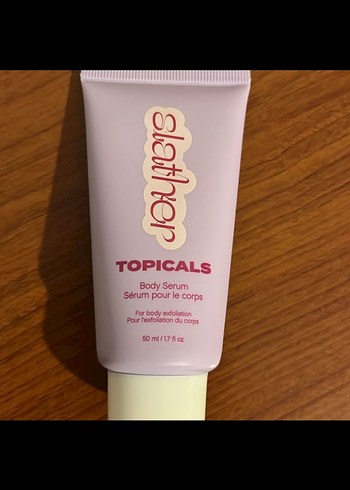 slather
TOPICALS
Body Serum
Sérum pour le corps
For body exfoliation
Pour l'exfoliation du corps
50 ml / 1.7 fl oz